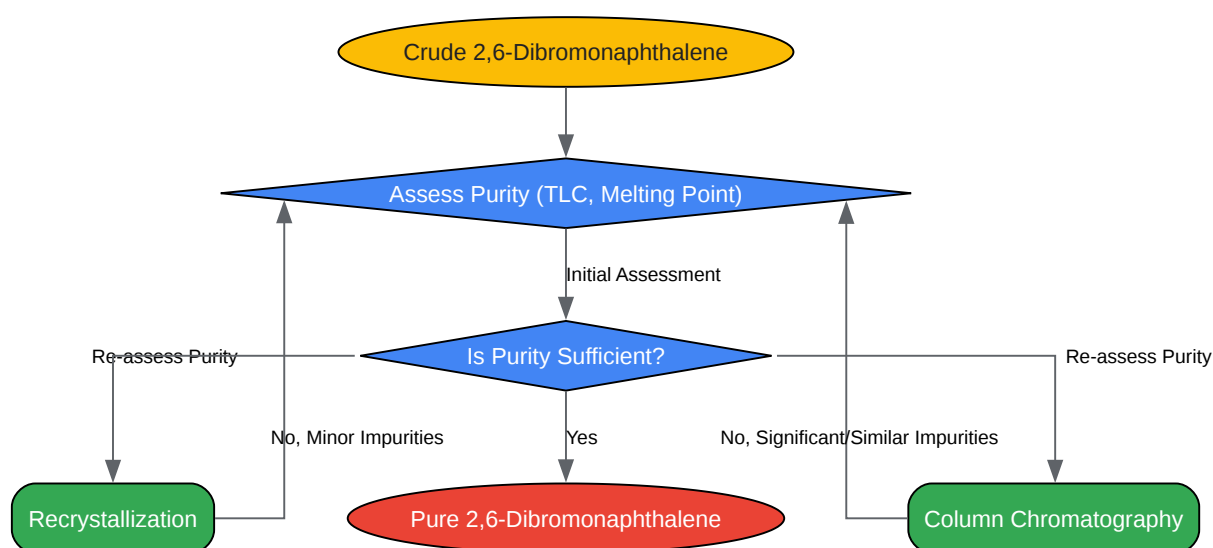 Crude 2,6-Dibromonaphthalene
Assess Purity (TLC, Melting Point)
Initial Assessment
Re-assess Purity
Is Purity Sufficient?
Re-assess Purity
No, Minor Impurities
Yes
No, Significant/Similar Impurities
Recrystallization
Pure 2,6-Dibromonaphthalene
Column Chromatography